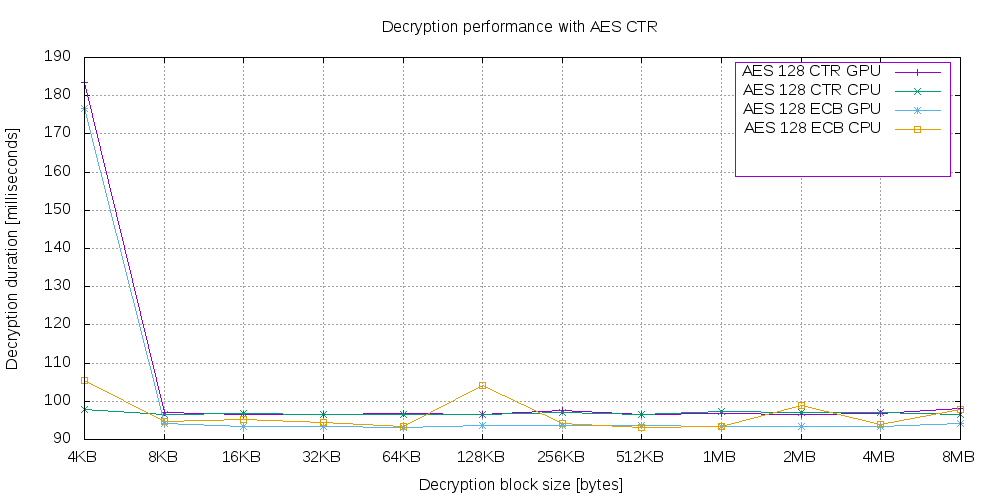 Decryption performance with AES CTR
190
180
170
160
150
140
130
120
110
100
90
Decryption duration [milliseconds]
AES 128 CTR GPU
AES 128 CTR CPU
AES 128 ECB GPU
AES 128 ECB CPU
4KB 8KB 16KB 32KB 64KB 128KB 256KB 512KB 1MB 2MB 4MB 8MB
Decryption block size [bytes]